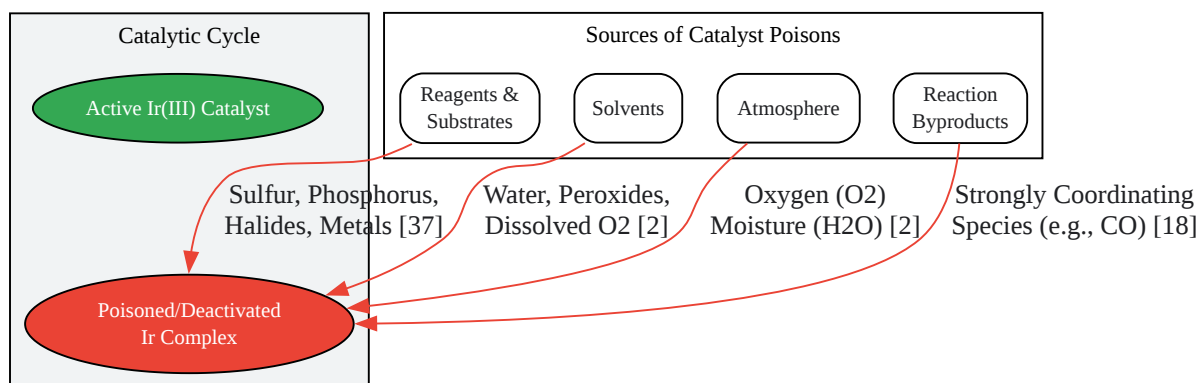 Catalytic Cycle
Sources of Catalyst Poisons
Active Ir(III) Catalyst
Reagents &
Substrates
Solvents
Atmosphere
Reaction
Byproducts
Sulfur, Phosphorus,
Halides, Metals [37]
Water, Peroxides,
Dissolved O2 [2]
Oxygen (O2)
Moisture (H2O) [2]
Strongly Coordinating
Species (e.g., CO) [18]
Poisoned/Deactivated
Ir Complex